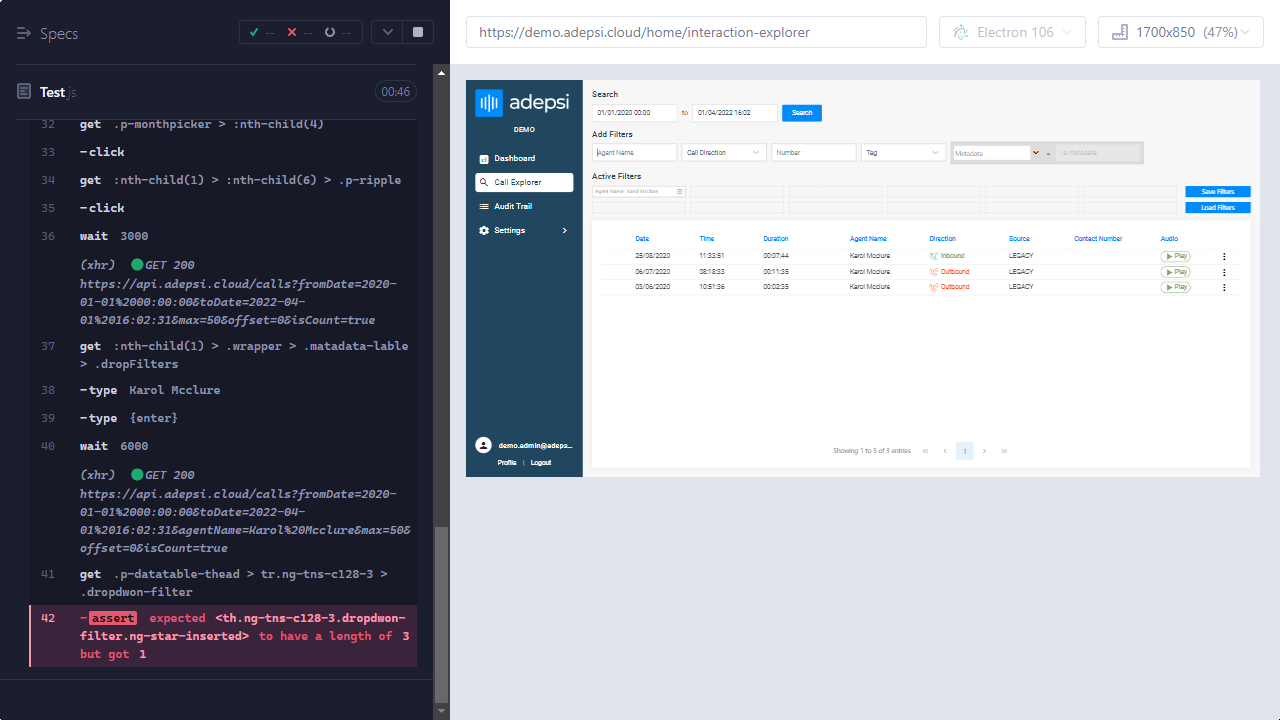 Specs
-- -- --
Test.js
00:46
32 get .p-monthpicker > :nth-child(4)
33 -click
34 get :nth-child(1) > :nth-child(6) > .p-ripple
35 -click
36 wait 3000
(xhr) GET 200
https://api.adepsi.cloud/calls?fromDate=2020-
01-01%2000:00:00&toDate=2022-04-
01%2016:02:31&max=50&offset=0&isCount=true
37 get :nth-child(1) > .wrapper > .matadata-lable
> .dropFilters
38 -type Karol Mcclure
39 -type {enter}
40 wait 6000
(xhr) GET 200
https://api.adepsi.cloud/calls?fromDate=2020-
01-01%2000:00:00&toDate=2022-04-
01%2016:02:31&agentName=Karol%20Mcclure&max=50&
offset=0&isCount=true
41 get .p-datatable-thead > tr.ng-tns-c128-3 >
.dropdwon-filter
42 -assert expected <th.ng-tns-c128-3.dropdwon-
filter.ng-star-inserted> to have a length of 3
but got 1
https://demo.adepsi.cloud/home/interaction-explorer
Electron 106
1700x850 (47%)
adepsi
DEMO
Dashboard
Call Explorer
Audit Trail
Settings
demo.admin@adeps...
Profile | Logout
Search
01/01/2020 00:00 to 01/04/2022 16:02 Search
Add Filters
Agent Name Call Direction Number Tag Metadata = i.e metadata
Active Filters
Agent Name: Karol Mcclure Save Filters
Load Filters
Date Time Duration Agent Name Direction Source Contact Number Audio
25/08/2020 11:33:51 00:07:44 Karol Mcclure Inbound LEGACY Play
06/07/2020 08:18:33 00:11:35 Karol Mcclure Outbound LEGACY Play
03/06/2020 10:51:36 00:02:35 Karol Mcclure Outbound LEGACY Play
Showing 1 to 3 of 3 entries « ‹ 1 › »